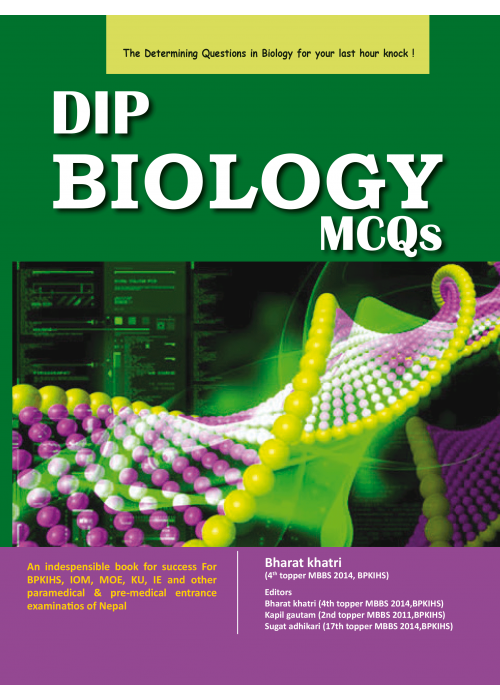 The Determining Questions in Biology for your last hour knock !
DIP
BIOLOGY
MCQs
An indespensible book for success For
BPKIHS, IOM, MOE, KU, IE and other
paramedical & pre-medical entrance
examinatios of Nepal
Bharat khatri
(4th topper MBBS 2014, BPKIHS)
Editors
Bharat khatri (4th topper MBBS 2014,BPKIHS)
Kapil gautam (2nd topper MBBS 2011,BPKIHS)
Sugat adhikari (17th topper MBBS 2014,BPKIHS)